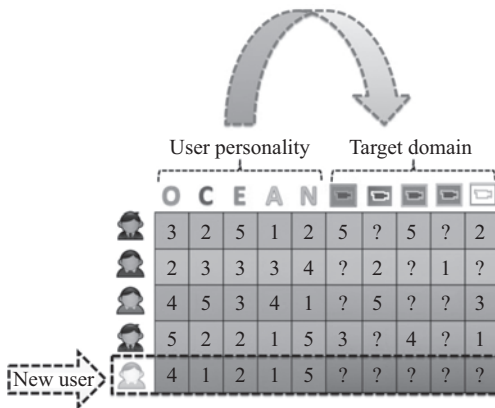 User personality Target domain
O C E A N
3 2 5 1 2 5 ? 5 ? 2
2 3 3 3 4 ? 2 ? 1 ?
4 5 3 4 1 ? 5 ? ? 3
5 2 2 1 5 3 ? 4 ? 1
New user 4 1 2 1 5 ? ? ? ? ?